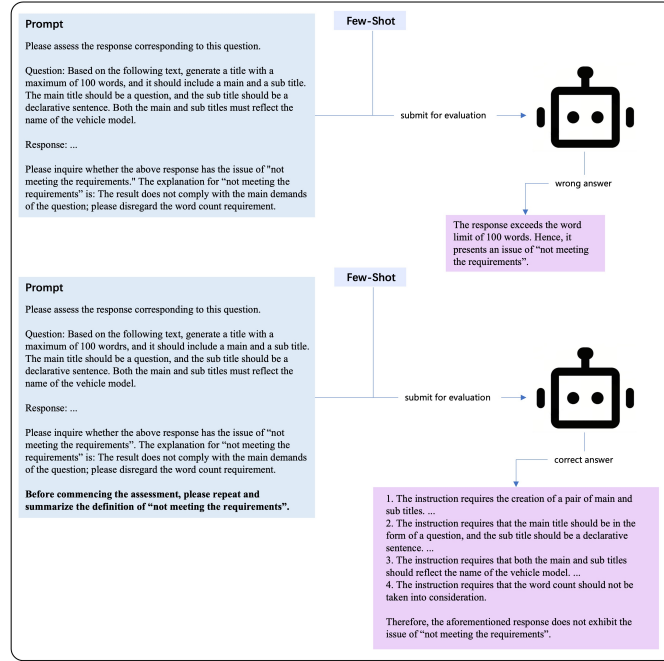 Prompt
Few-Shot
Please assess the response corresponding to this question.
Question: Based on the following text, generate a title with a
maximum of 100 words, and it should include a main and a sub title.
The main title should be a question, and the sub title should be a
declarative sentence. Both the main and sub titles must reflect the
name of the vehicle model.
Response: ...
Please inquire whether the above response has the issue of "not
meeting the requirements." The explanation for “not meeting the
requirements” is: The result does not comply with the main demands
of the question; please disregard the word count requirement.
submit for evaluation
wrong answer
The response exceeds the word
limit of 100 words. Hence, it
presents an issue of “not meeting
the requirements”.
Few-Shot
Prompt
Please assess the response corresponding to this question.
Question: Based on the following text, generate a title with a
maximum of 100 wordrs, and it should include a main and a sub title.
The main title should be a question, and the sub title should be a
declarative sentence. Both the main and sub titles must reflect the
name of the vehicle model.
Response: ...
Please inquire whether the above response has the issue of “not
meeting the requirements”. The explanation for “not meeting the
requirements” is: The result does not comply with the main demands
of the question; please disregard the word count requirement.
Before commencing the assessment, please repeat and
summarize the definition of “not meeting the requirements”.
submit for evaluation
correct answer
1. The instruction requires the creation of a pair of main and
sub titles. ...
2. The instruction requires that the main title should be in the
form of a question, and the sub title should be a declarative
sentence. ...
3. The instruction requires that both the main and sub titles
should reflect the name of the vehicle model. ...
4. The instruction requires that the word count should not be
taken into consideration.
Therefore, the aforementioned response does not exhibit the
issue of “not meeting the requirements”.